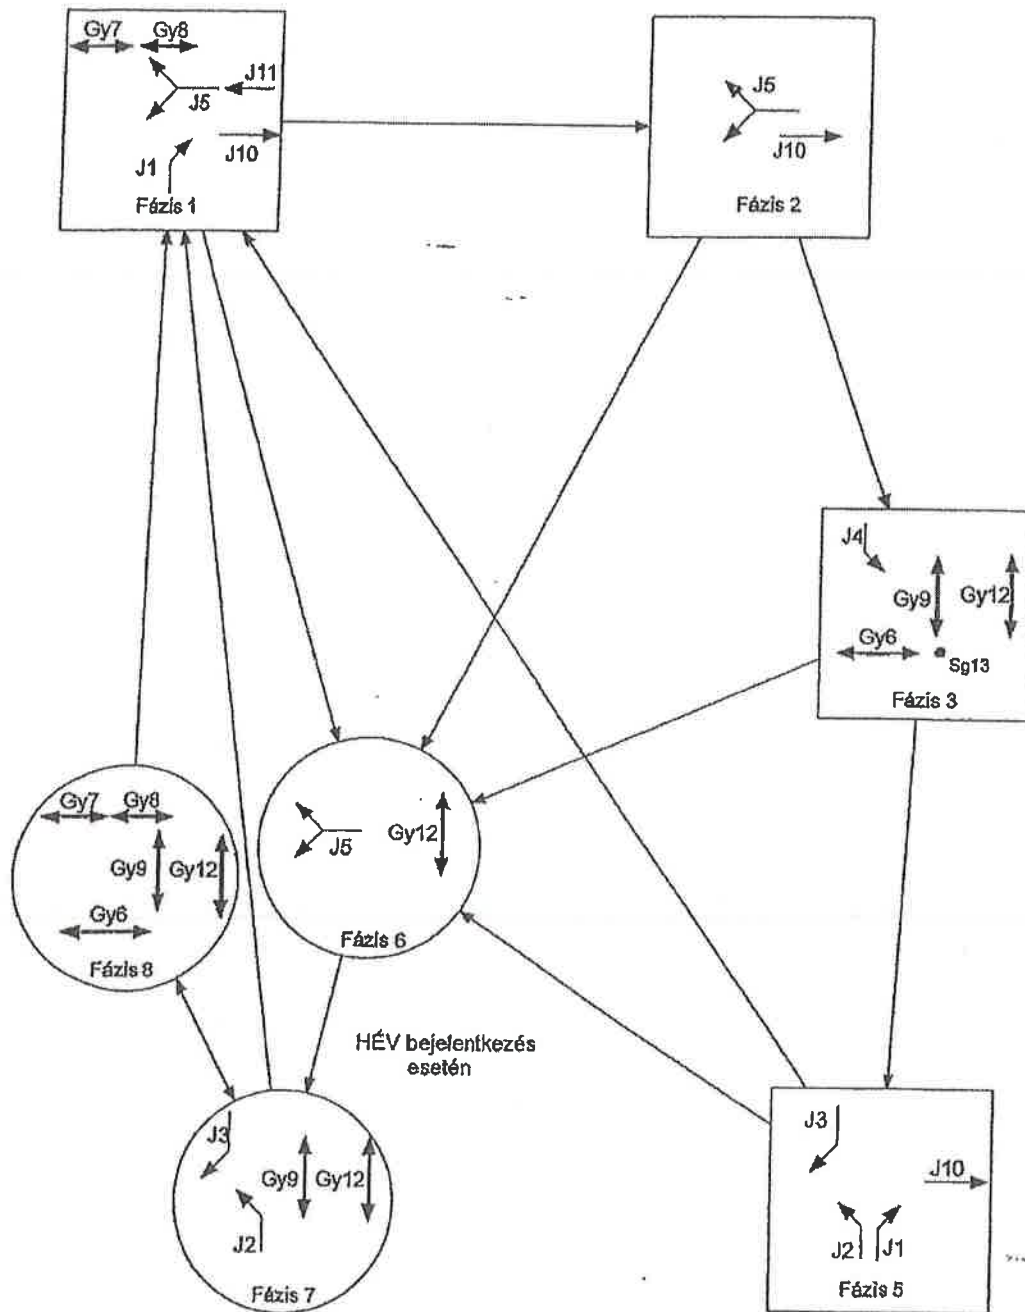 Gy7 Gy8
J11
J5
J10
J1
Fázis 1
J5
J10
Fázis 2
J4
Gy9 Gy12
Gy6
Sg13
Fázis 3
Gy7 Gy8
Gy9 Gy12
Gy6
Fázis 8
J5
Gy12
Fázis 6
HÉV bejelentkezés
esetén
J3
Gy9 Gy12
J2
Fázis 7
J3
J10
J2 J1
Fázis 5